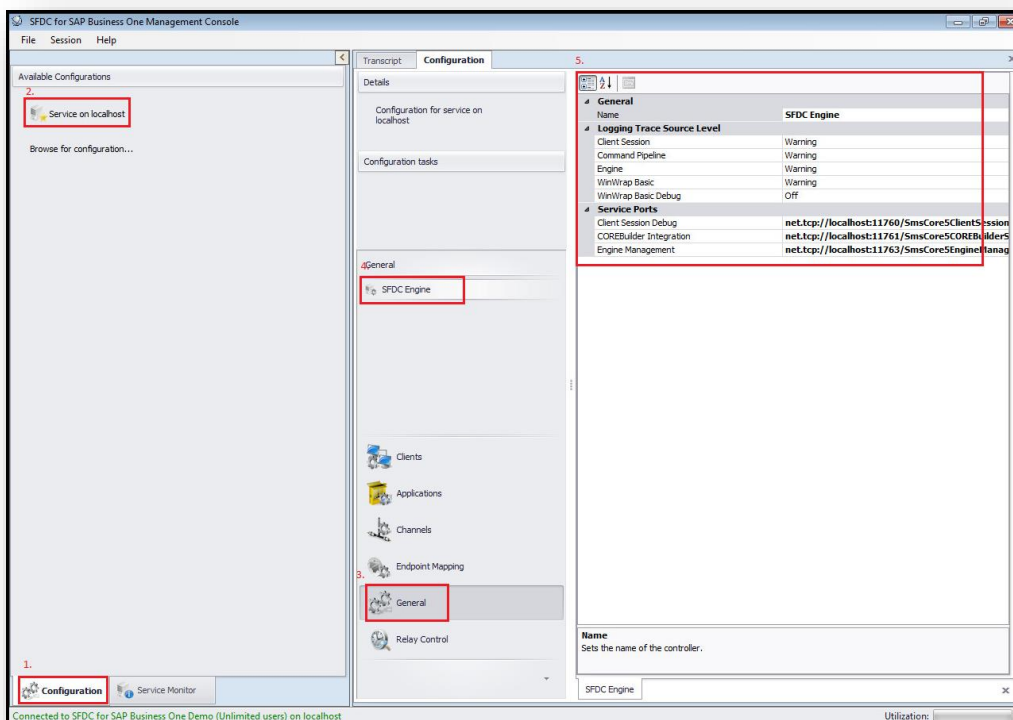 SFDC for SAP Business One Management Console
File Session Help
Available Configurations
2.
Service on localhost
Browse for configuration...
1.
Configuration
Service Monitor
Transcript
Configuration
Details
Configuration for service on
localhost
Configuration tasks
4.
General
SFDC Engine
Clients
Applications
Channels
Endpoint Mapping
3.
General
Relay Control
5.
General
Name SFDC Engine
Logging Trace Source Level
Client Session Warning
Command Pipeline Warning
Engine Warning
WinWrap Basic Warning
WinWrap Basic Debug Off
Service Ports
Client Session Debug net.tcp://localhost:11760/SmsCore5ClientSession
COREBuilder Integration net.tcp://localhost:11761/SmsCore5COREBuilderS
Engine Management net.tcp://localhost:11763/SmsCore5EngineManag
Name
Sets the name of the controller.
SFDC Engine
Connected to SFDC for SAP Business One Demo (Unlimited users) on localhost
Utilization: